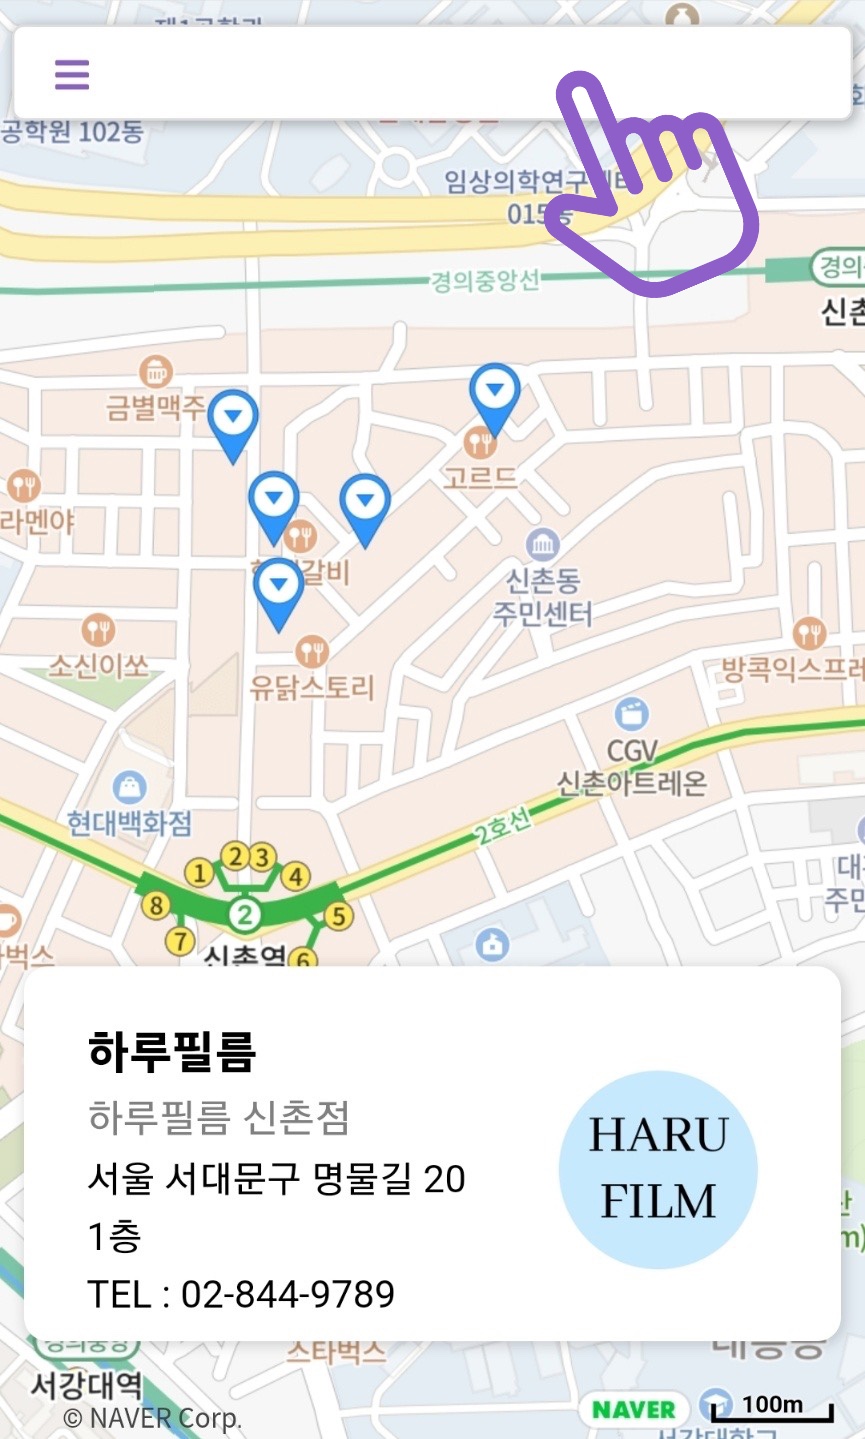 공학원 102동
임상의학연구
경의중앙선
금별맥주
고르드
라멘야
갈비
신촌동
주민센터
소신이쏘
유닭스토리
방콕익스프레
CGV
신촌아트레온
현대백화점
2호선
1
2
3
4
8
2
5
7
6
신촌역
하루필름
하루필름 신촌점
서울 서대문구 명물길 20
1층
TEL : 02-844-9789
HARU
FILM
스타벅스
서강대역
© NAVER Corp.
NAVER
100m